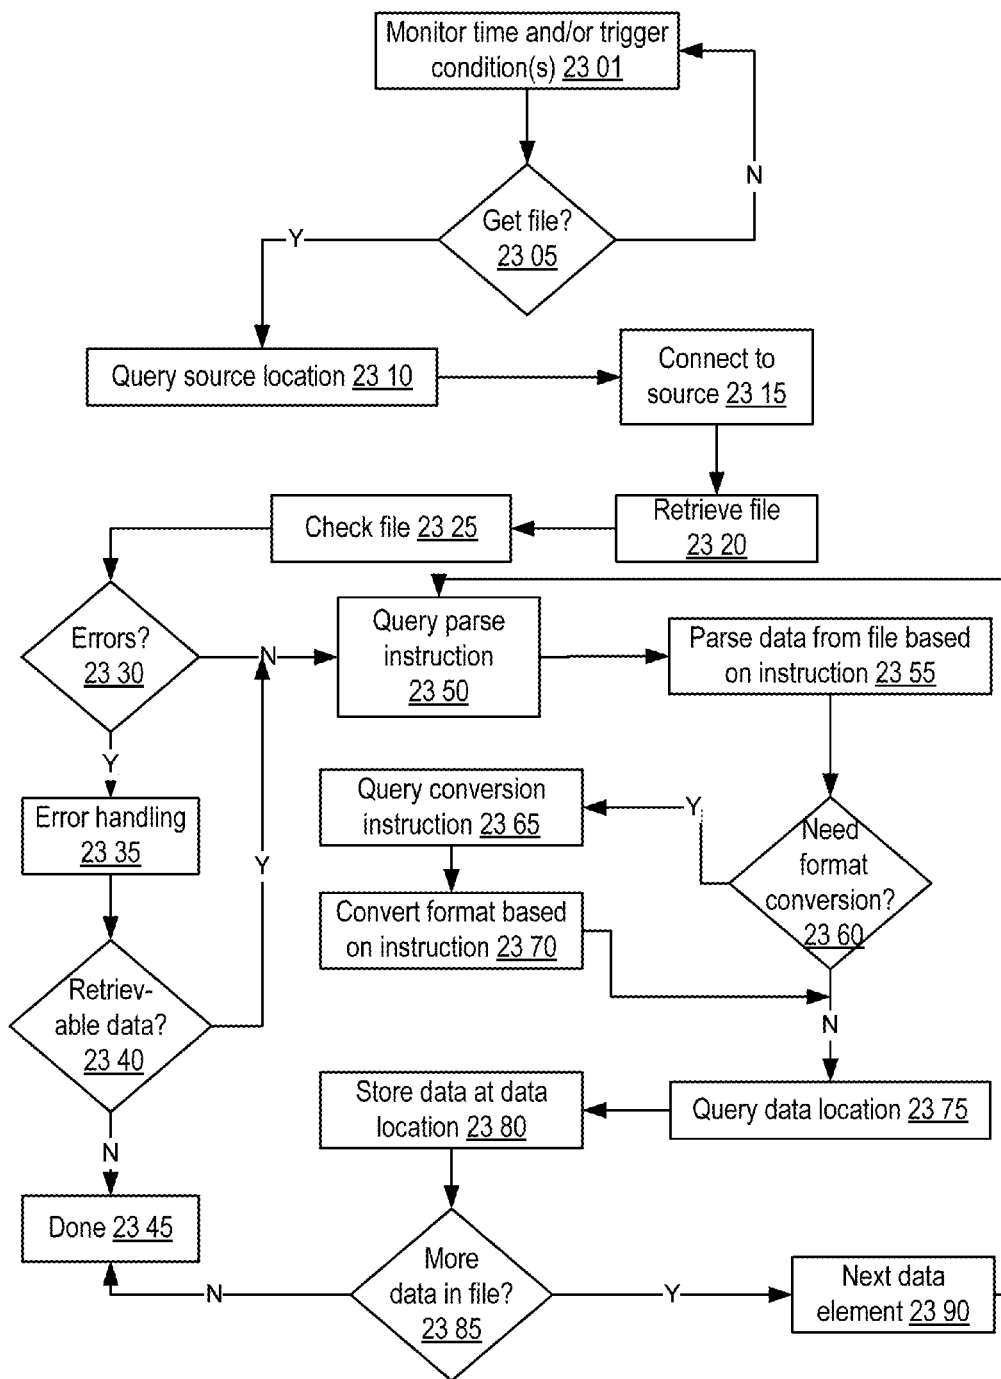 Monitor time and/or trigger
condition(s) 23 01
N
Get file?
23 05
Y
Query source location 23 10
Connect to
source 23 15
Retrieve file
23 20
Check file 23 25
Errors?
23 30
N
Query parse
instruction
23 50
Parse data from file based
on instruction 23 55
Y
Error handling
23 35
Y
Query conversion
instruction 23 65
Y
Need
format
conversion?
23 60
Convert format based
on instruction 23 70
Retriev-
able data?
23 40
N
Store data at data
location 23 80
Query data location 23 75
N
Done 23 45
More
data in file?
23 85
N
Y
Next data
element 23 90